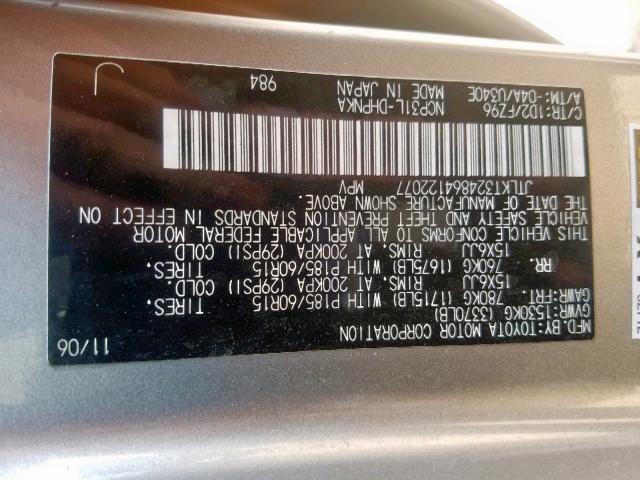 MFD. BY:TOYOTA MOTOR CORPORATION 11/06
GVWR:1530KG (3370LB)
GAWR:FRT. TIRES.
780KG (1715LB) WITH P185/60R15
15X6JJ RIMS. AT 200KPA (29PSI) COLD.
RR. TIRES.
760KG (1675LB) WITH P185/60R15
15X6JJ RIMS. AT 200KPA (29PSI) COLD.
THIS VEHICLE CONFORMS TO ALL APPLICABLE FEDERAL MOTOR
VEHICLE SAFETY AND THEFT PREVENTION STANDARDS IN EFFECT ON
THE DATE OF MANUFACTURE SHOWN ABOVE.
JTLKT324864122077 MPV
C/TR:102/FZ96
A/TM:-04A/U340E
NCP31L-DHPNKA
MADE IN JAPAN
984
J